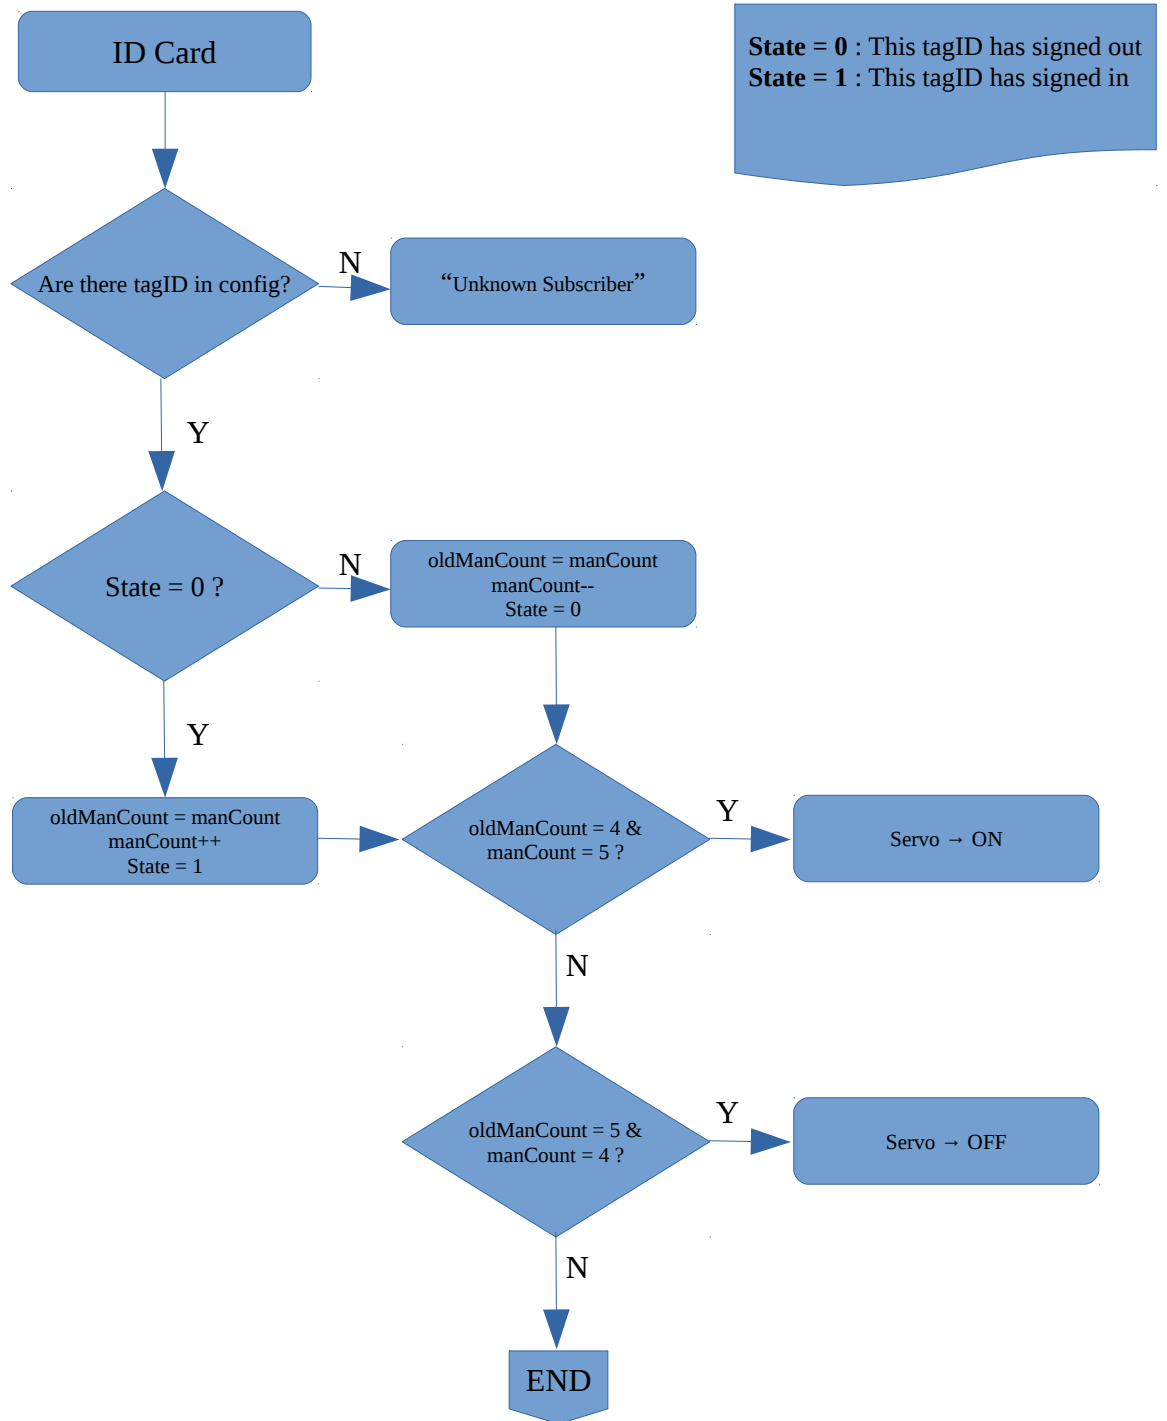 ID Card
State = 0 : This tagID has signed out
State = 1 : This tagID has signed in
Are there tagID in config?
N
“Unknown Subscriber”
Y
State = 0 ?
N
oldManCount = manCount
manCount--
State = 0
Y
oldManCount = manCount
manCount++
State = 1
oldManCount = 4 &
manCount = 5 ?
Y
Servo → ON
N
oldManCount = 5 &
manCount = 4 ?
Y
Servo → OFF
N
END